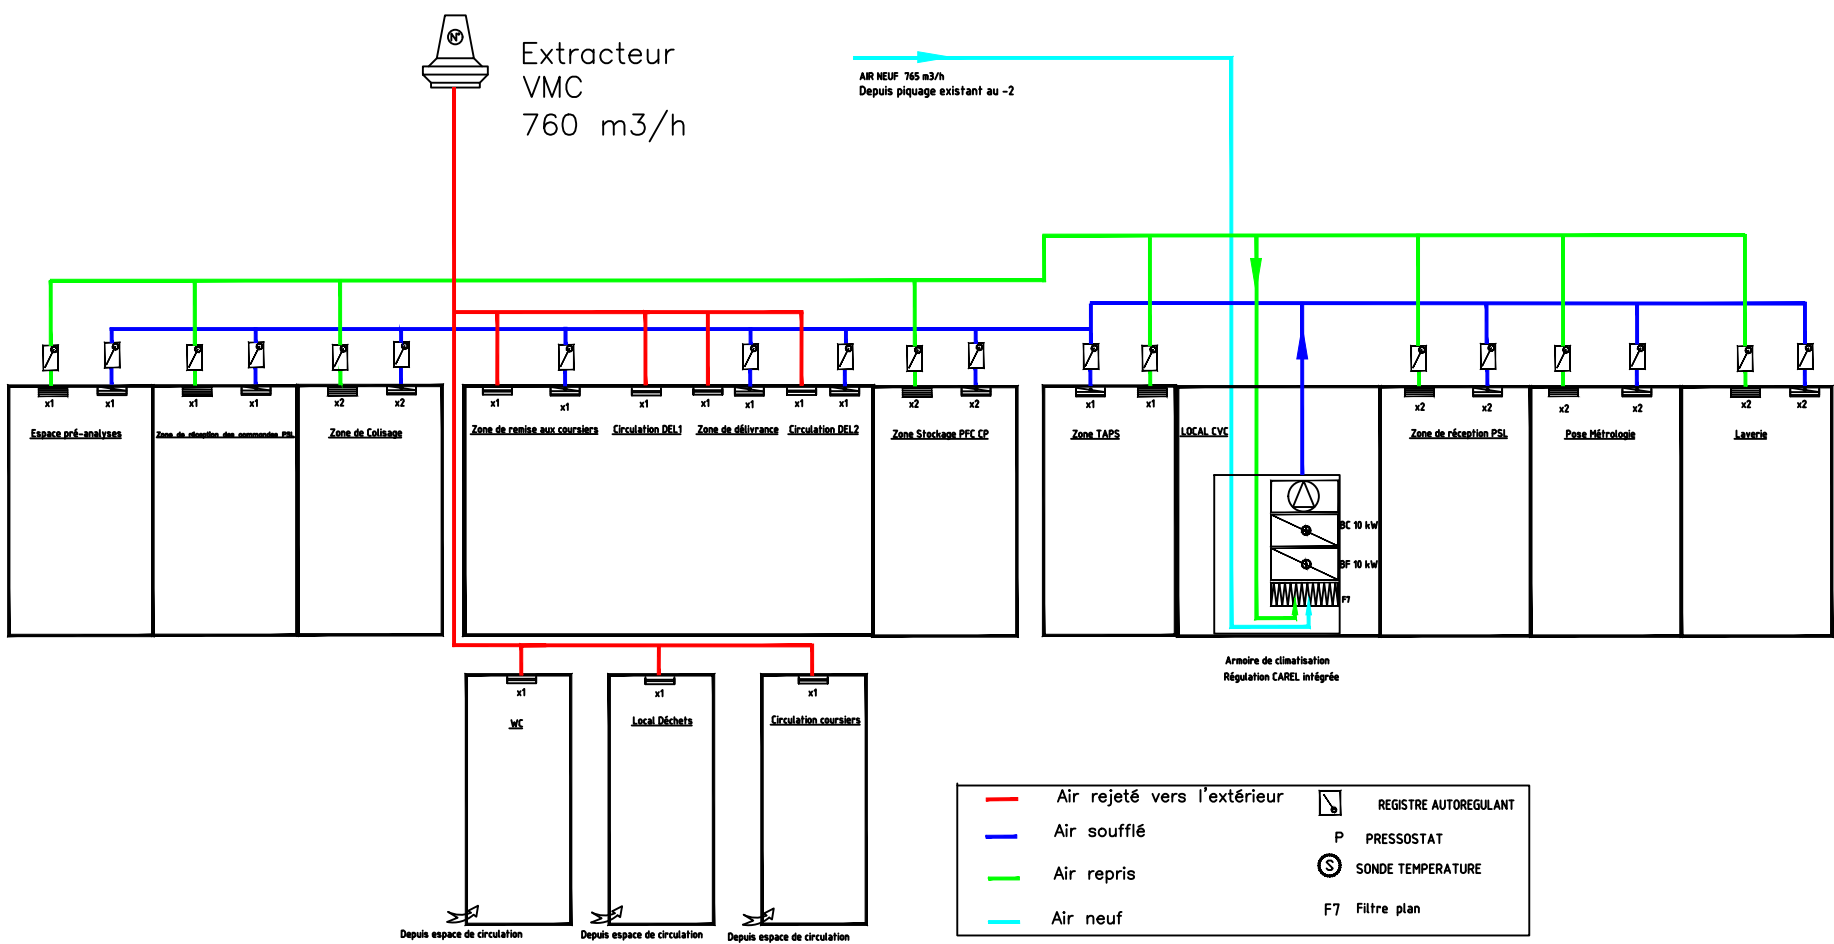 N°
Extracteur
VMC
760 m3/h
AIR NEUF 765 m3/h
Depuis piquage existant au -2
x1 x1 x1 x1 x2 x2 x1 x1 x1 x1 x1 x1 x1 x2 x2 x1 x1 x2 x2 x2 x2 x2 x2
Espace pré-analyses
Zone de réception des commandes PSL
Zone de Colisage
Zone de remise aux coursiers
Circulation DEL1
Zone de délivrance
Circulation DEL2
Zone Stockage PFC CP
Zone TAPS
LOCAL CVC
Zone de réception PSL
Pose Métrologie
Laverie
BC 10 kW
BF 10 kW
F7
Armoire de climatisation
Régulation CAREL intégrée
x1 x1 x1
WC
Local Déchets
Circulation coursiers
Depuis espace de circulation
Depuis espace de circulation
Depuis espace de circulation
Air rejeté vers l'extérieur
Air soufflé
Air repris
Air neuf
REGISTRE AUTOREGULANT
P PRESSOSTAT
S SONDE TEMPERATURE
F7 Filtre plan